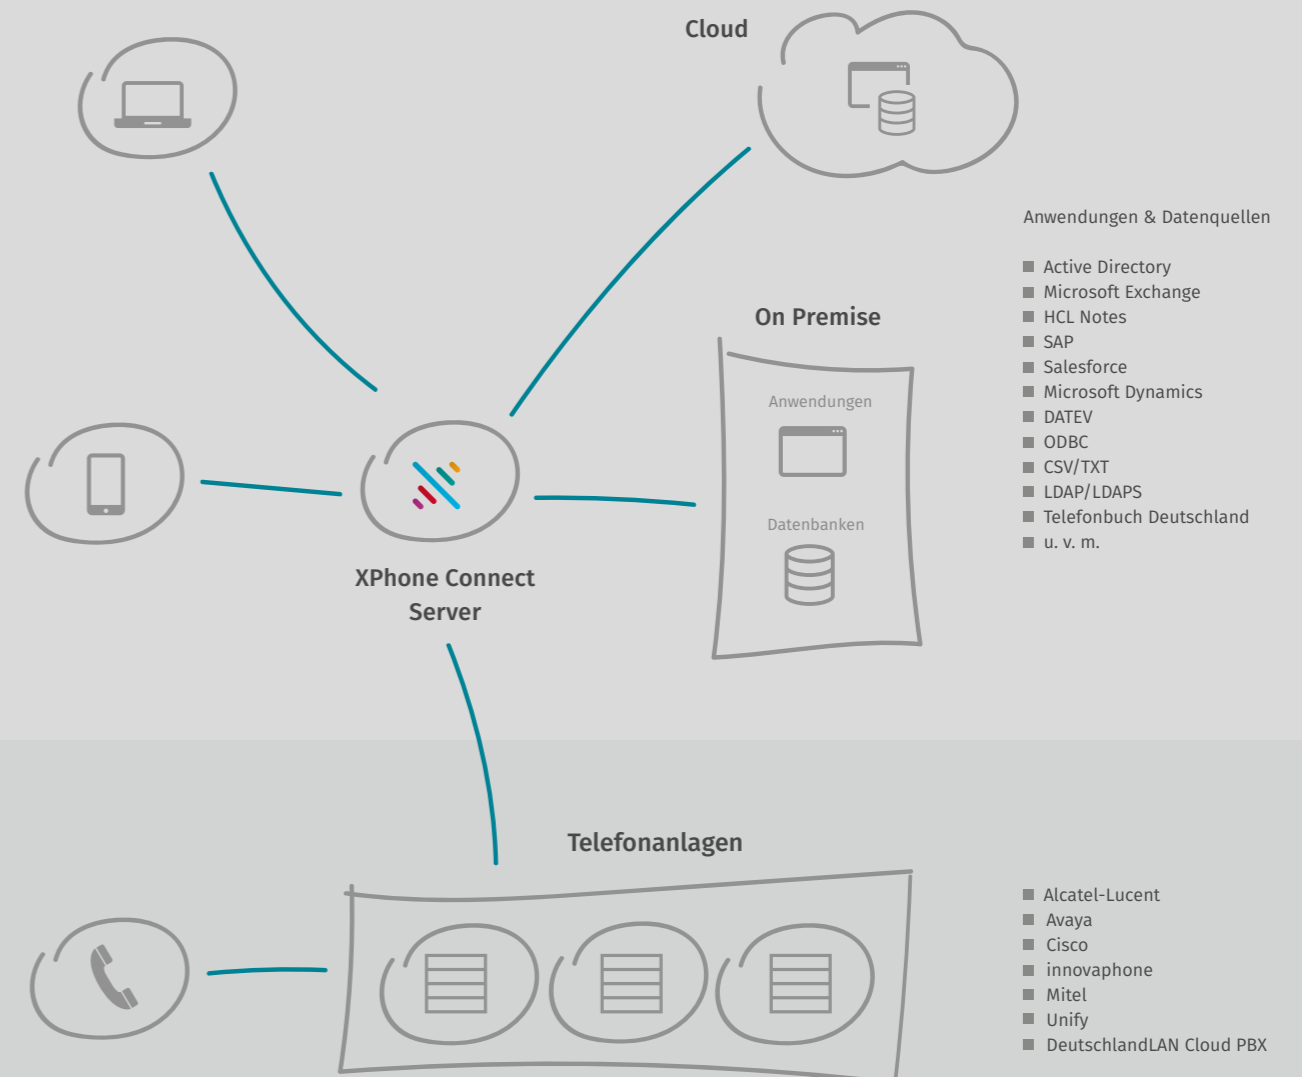 Cloud
Anwendungen & Datenquellen
Active Directory
Microsoft Exchange
HCL Notes
SAP
Salesforce
Microsoft Dynamics
DATEV
ODBC
CSV/TXT
LDAP/LDAPS
Telefonbuch Deutschland
u. v. m.
On Premise
Anwendungen
Datenbanken
XPhone Connect
Server
Telefonanlagen
Alcatel-Lucent
Avaya
Cisco
innovaphone
Mitel
Unify
DeutschlandLAN Cloud PBX